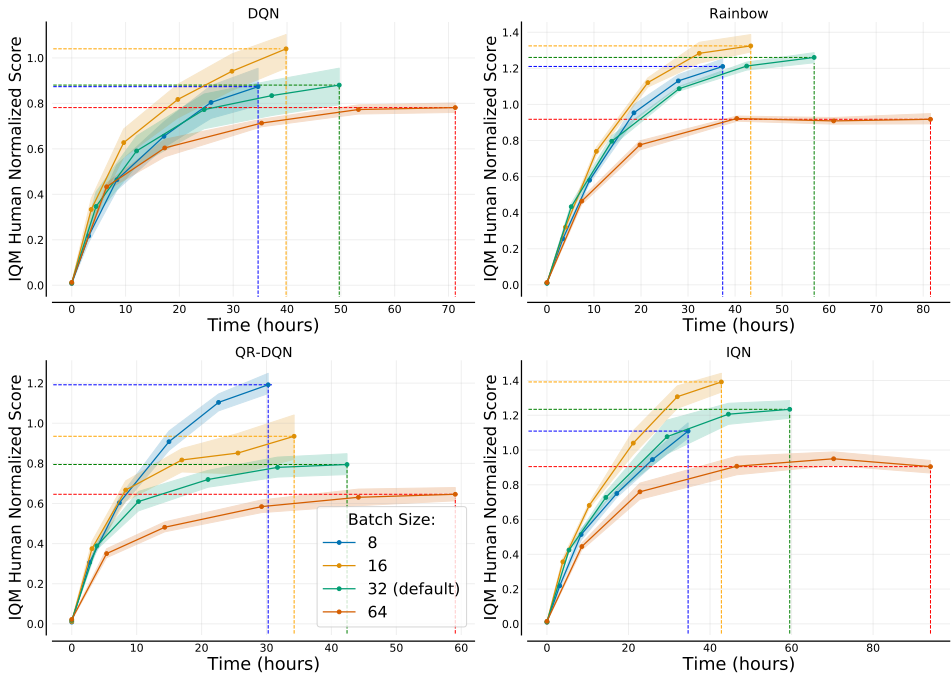 DQN
IQM Human Normalized Score
1.0
0.8
0.6
0.4
0.2
0.0
0 10 20 30 40 50 60 70
Time (hours)
Rainbow
IQM Human Normalized Score
1.4
1.2
1.0
0.8
0.6
0.4
0.2
0.0
0 10 20 30 40 50 60 70 80
Time (hours)
QR-DQN
IQM Human Normalized Score
1.2
1.0
0.8
0.6
0.4
0.2
0.0
0 10 20 30 40 50 60
Time (hours)
Batch Size:
8
16
32 (default)
64
IQN
IQM Human Normalized Score
1.4
1.2
1.0
0.8
0.6
0.4
0.2
0.0
0 20 40 60 80
Time (hours)